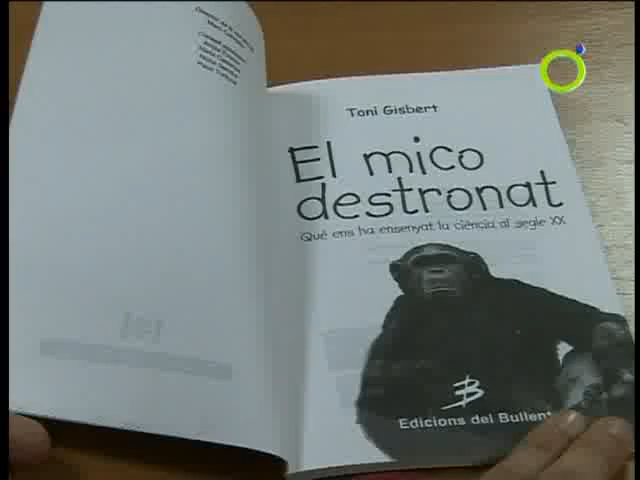 Toni Gisbert
El mico
destronat
Què ens ha ensenyat la ciència al segle XX
Edicions del Bullent